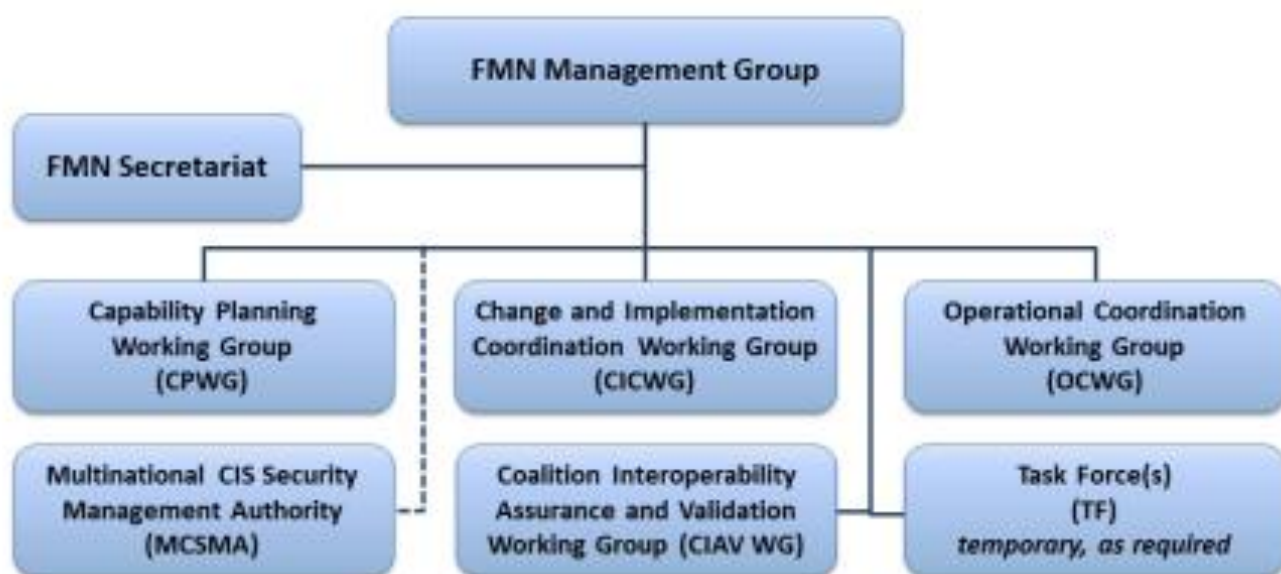 FMN Management Group
FMN Secretariat
Capability Planning
Working Group
(CPWG)
Change and Implementation
Coordination Working Group
(CICWG)
Operational Coordination
Working Group
(OCWG)
Multinational CIS Security
Management Authority
(MCSMA)
Coalition Interoperability
Assurance and Validation
Working Group (CIAV WG)
Task Force(s)
(TF)
temporary, as required